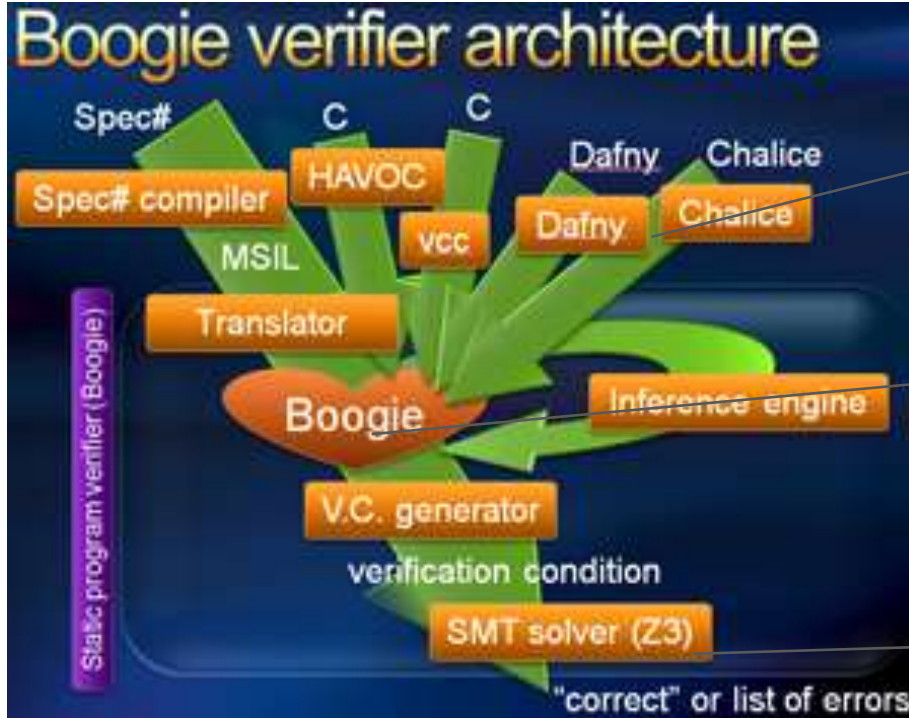 Boogie verifier architecture
Spec#
C
C
Dafny
Chalice
Spec# compiler
HAVOC
vcc
Dafny
Chalice
MSIL
Translator
Static program verifier (Boogie)
Boogie
Inference engine
V.C. generator
verification condition
SMT solver (Z3)
"correct" or list of errors